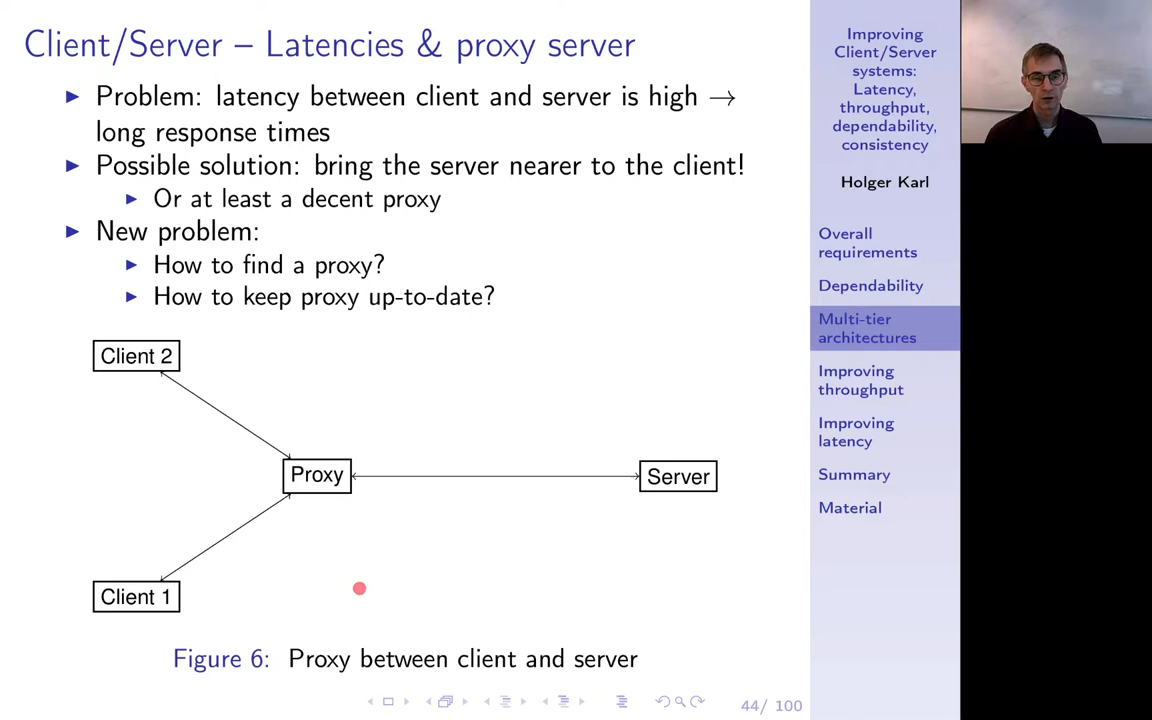 Client/Server – Latencies & proxy server
▶ Problem: latency between client and server is high →
long response times
▶ Possible solution: bring the server nearer to the client!
▶ Or at least a decent proxy
▶ New problem:
▶ How to find a proxy?
▶ How to keep proxy up-to-date?
Client 2
Proxy
Server
Client 1
Figure 6: Proxy between client and server
44/ 100
Improving
Client/Server
systems:
Latency,
throughput,
dependability,
consistency
Holger Karl
Overall
requirements
Dependability
Multi-tier
architectures
Improving
throughput
Improving
latency
Summary
Material